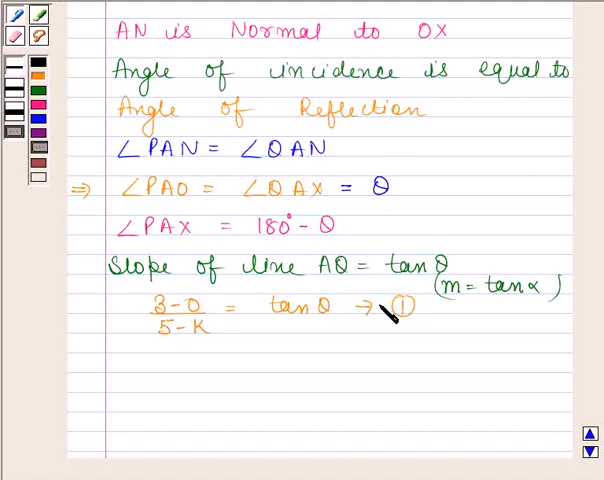 AN is Normal to OX
Angle of incidence is equal to
Angle of Reflection
∠PAN = ∠QAN
⇒ ∠PAO = ∠QAX = θ
∠PAX = 180° - θ
Slope of line AQ = tan θ
(m = tan α)
3-0/5-K = tan θ → ①